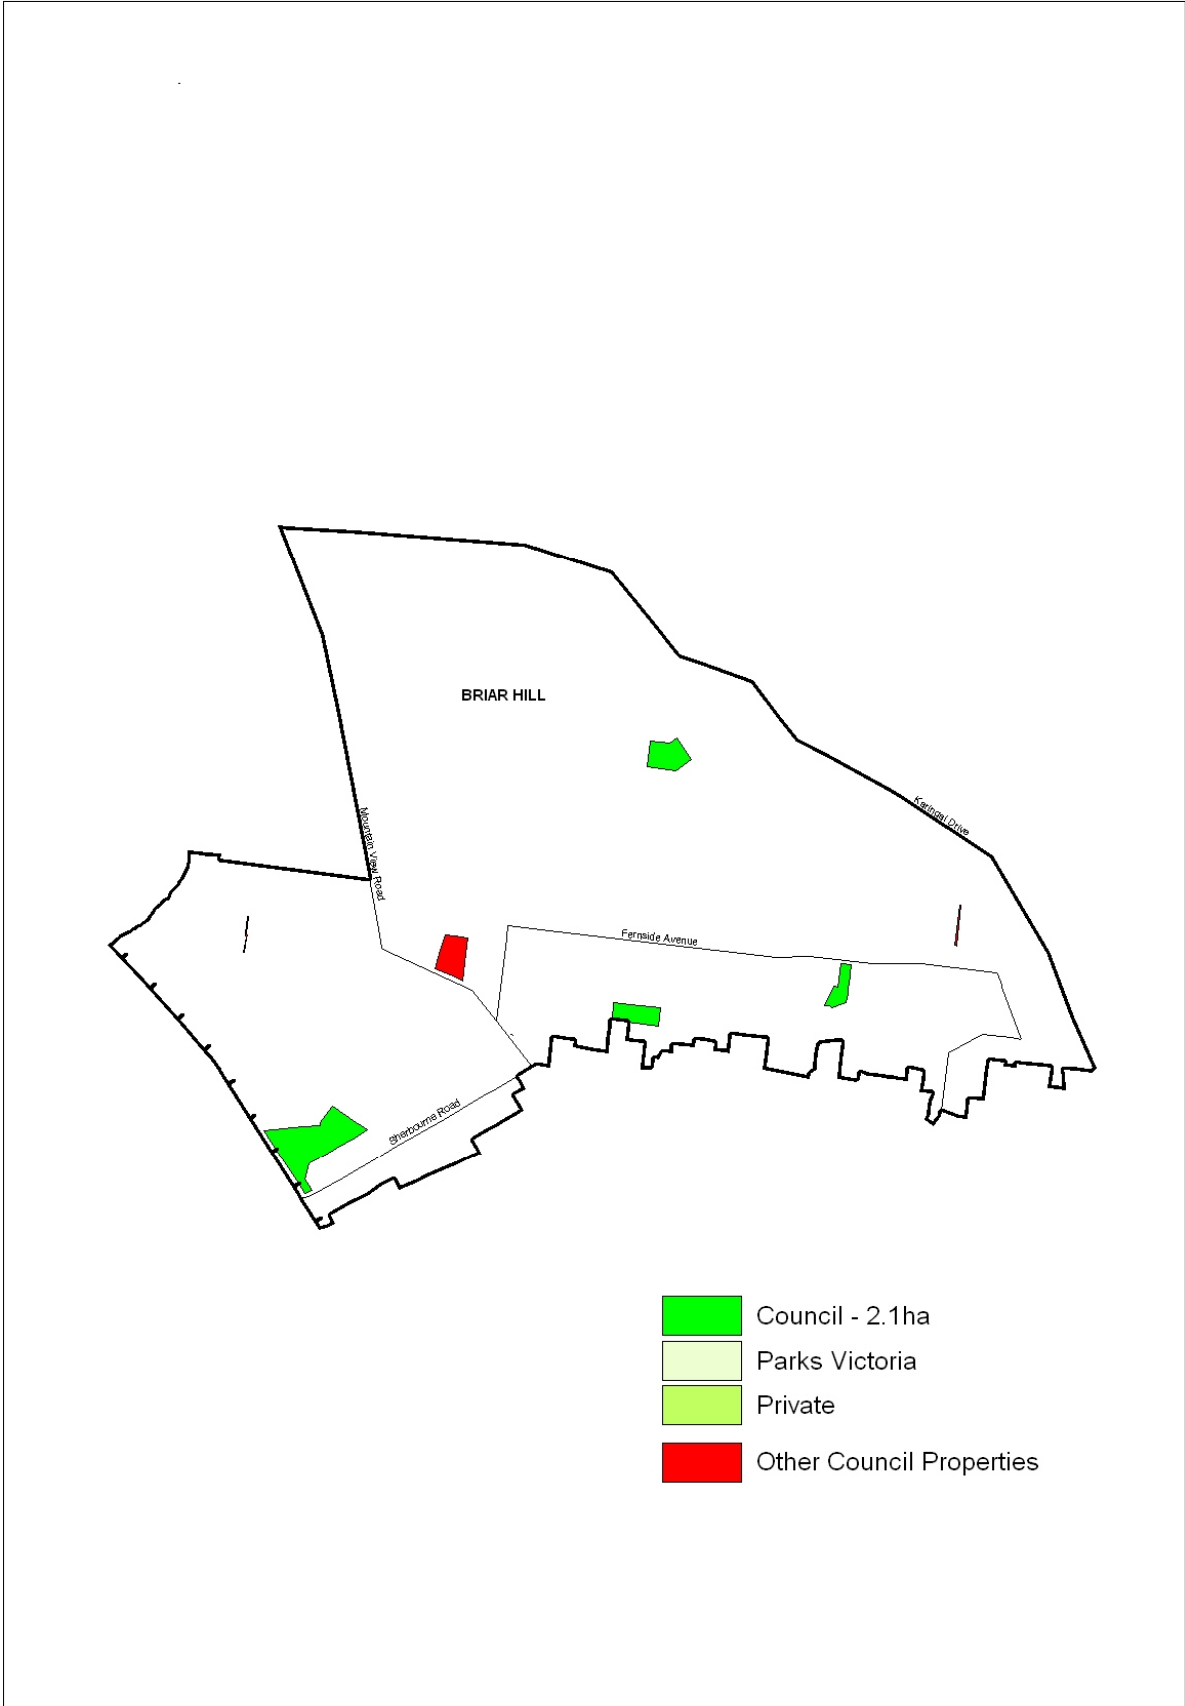 BRIAR HILL
Mountain View Road
Karingal Drive
Fernside Avenue
Sherbourne Road
Council - 2.1ha
Parks Victoria
Private
Other Council Properties